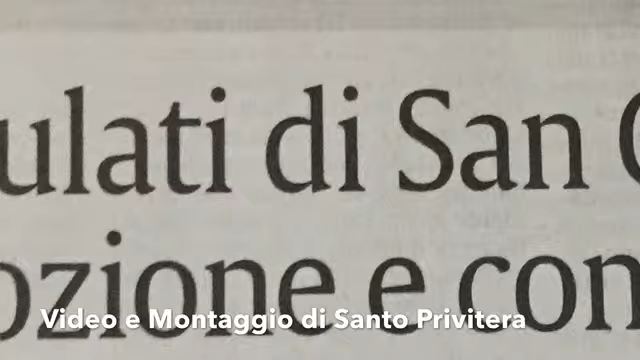 ulati di San
ozione e con
Video e Montaggio di Santo Privitera